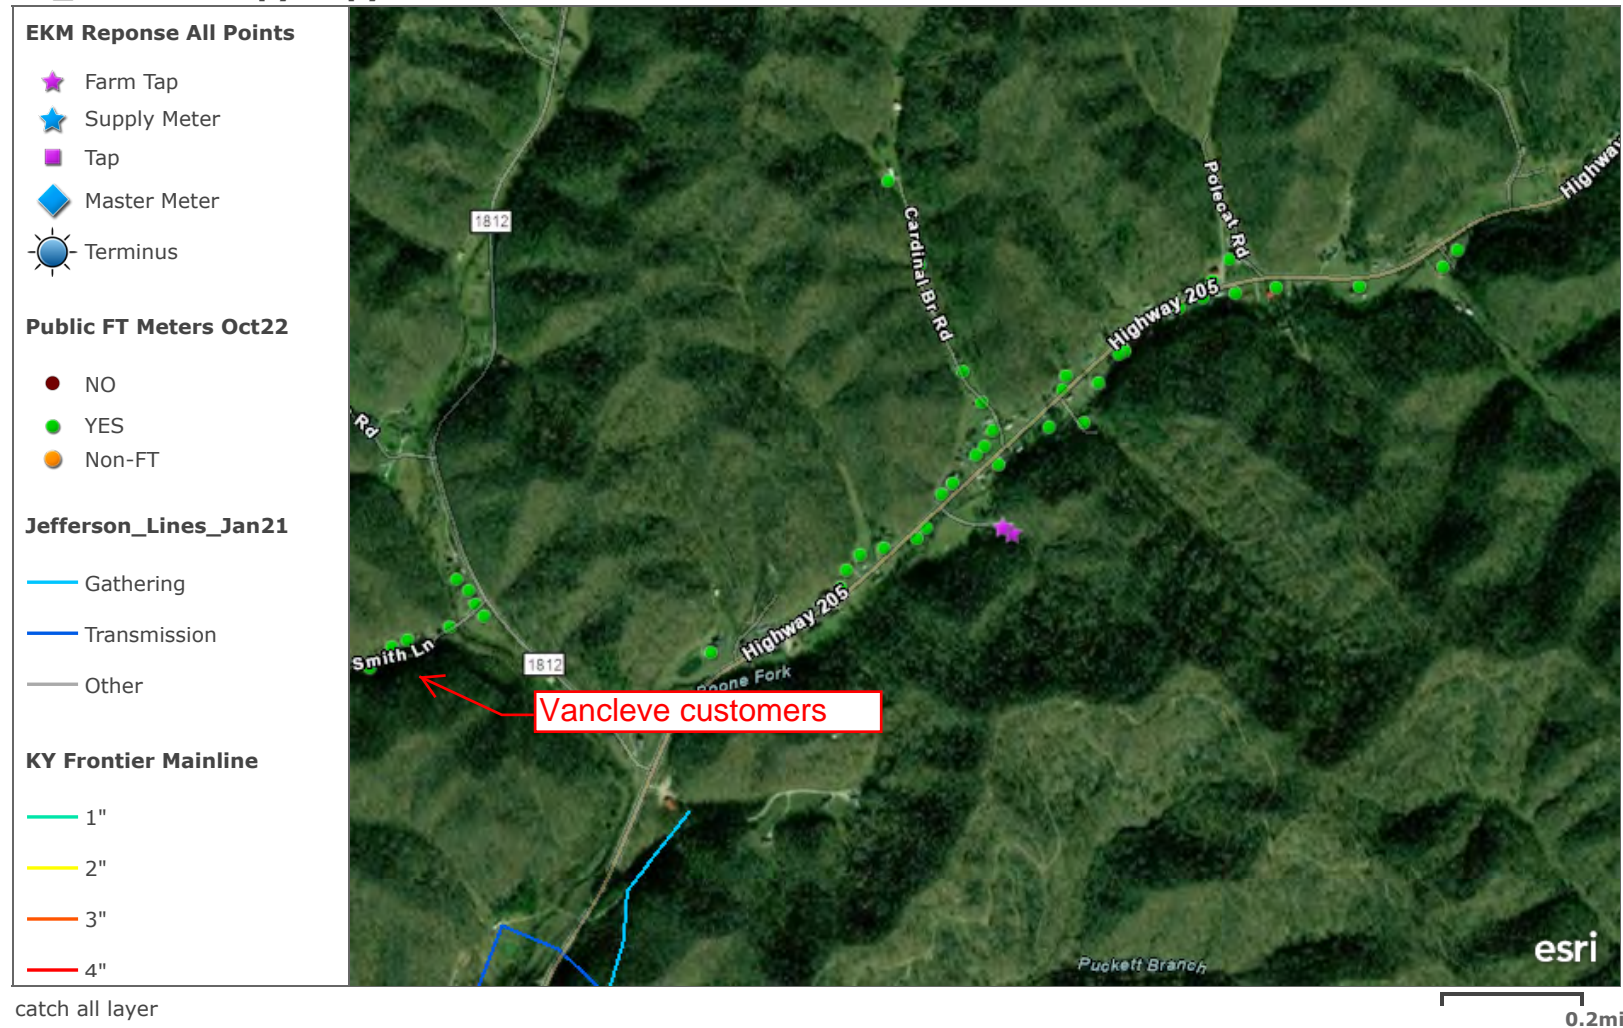 EKM Reponse All Points
Farm Tap
Supply Meter
Tap
Master Meter
Terminus
Public FT Meters Oct22
NO
YES
Non-FT
Jefferson_Lines_Jan21
Gathering
Transmission
Other
KY Frontier Mainline
1"
2"
3"
4"
catch all layer
1812
Rd
Cardinal Br Rd
Polecat Rd
Highway
Highway 205
Highway 205
Smith Ln
1812
Boone Fork
Vancleve customers
Puckett Branch
esri
0.2mi